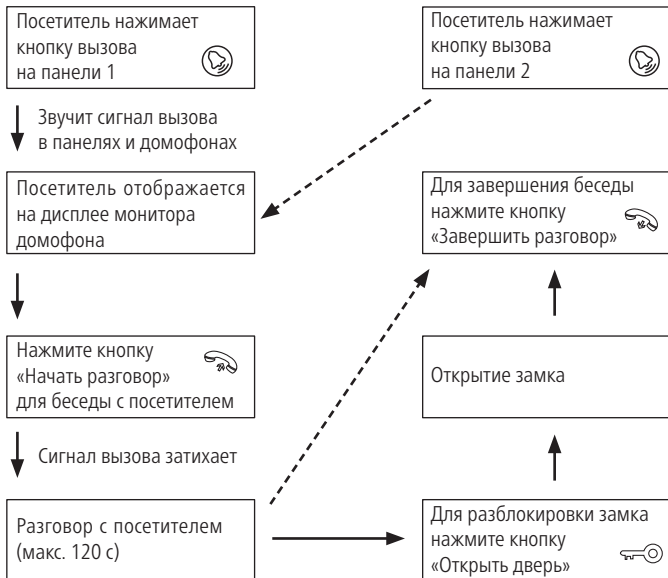 Посетитель нажимает
кнопку вызова
на панели 1
Посетитель нажимает
кнопку вызова
на панели 2
Звучит сигнал вызова
в панелях и домофонах
Посетитель отображается
на дисплее монитора
домофона
Для завершения беседы
нажмите кнопку
«Завершить разговор»
Нажмите кнопку
«Начать разговор»
для беседы с посетителем
Открытие замка
Сигнал вызова затихает
Разговор с посетителем
(макс. 120 с)
Для разблокировки замка
нажмите кнопку
«Открыть дверь»